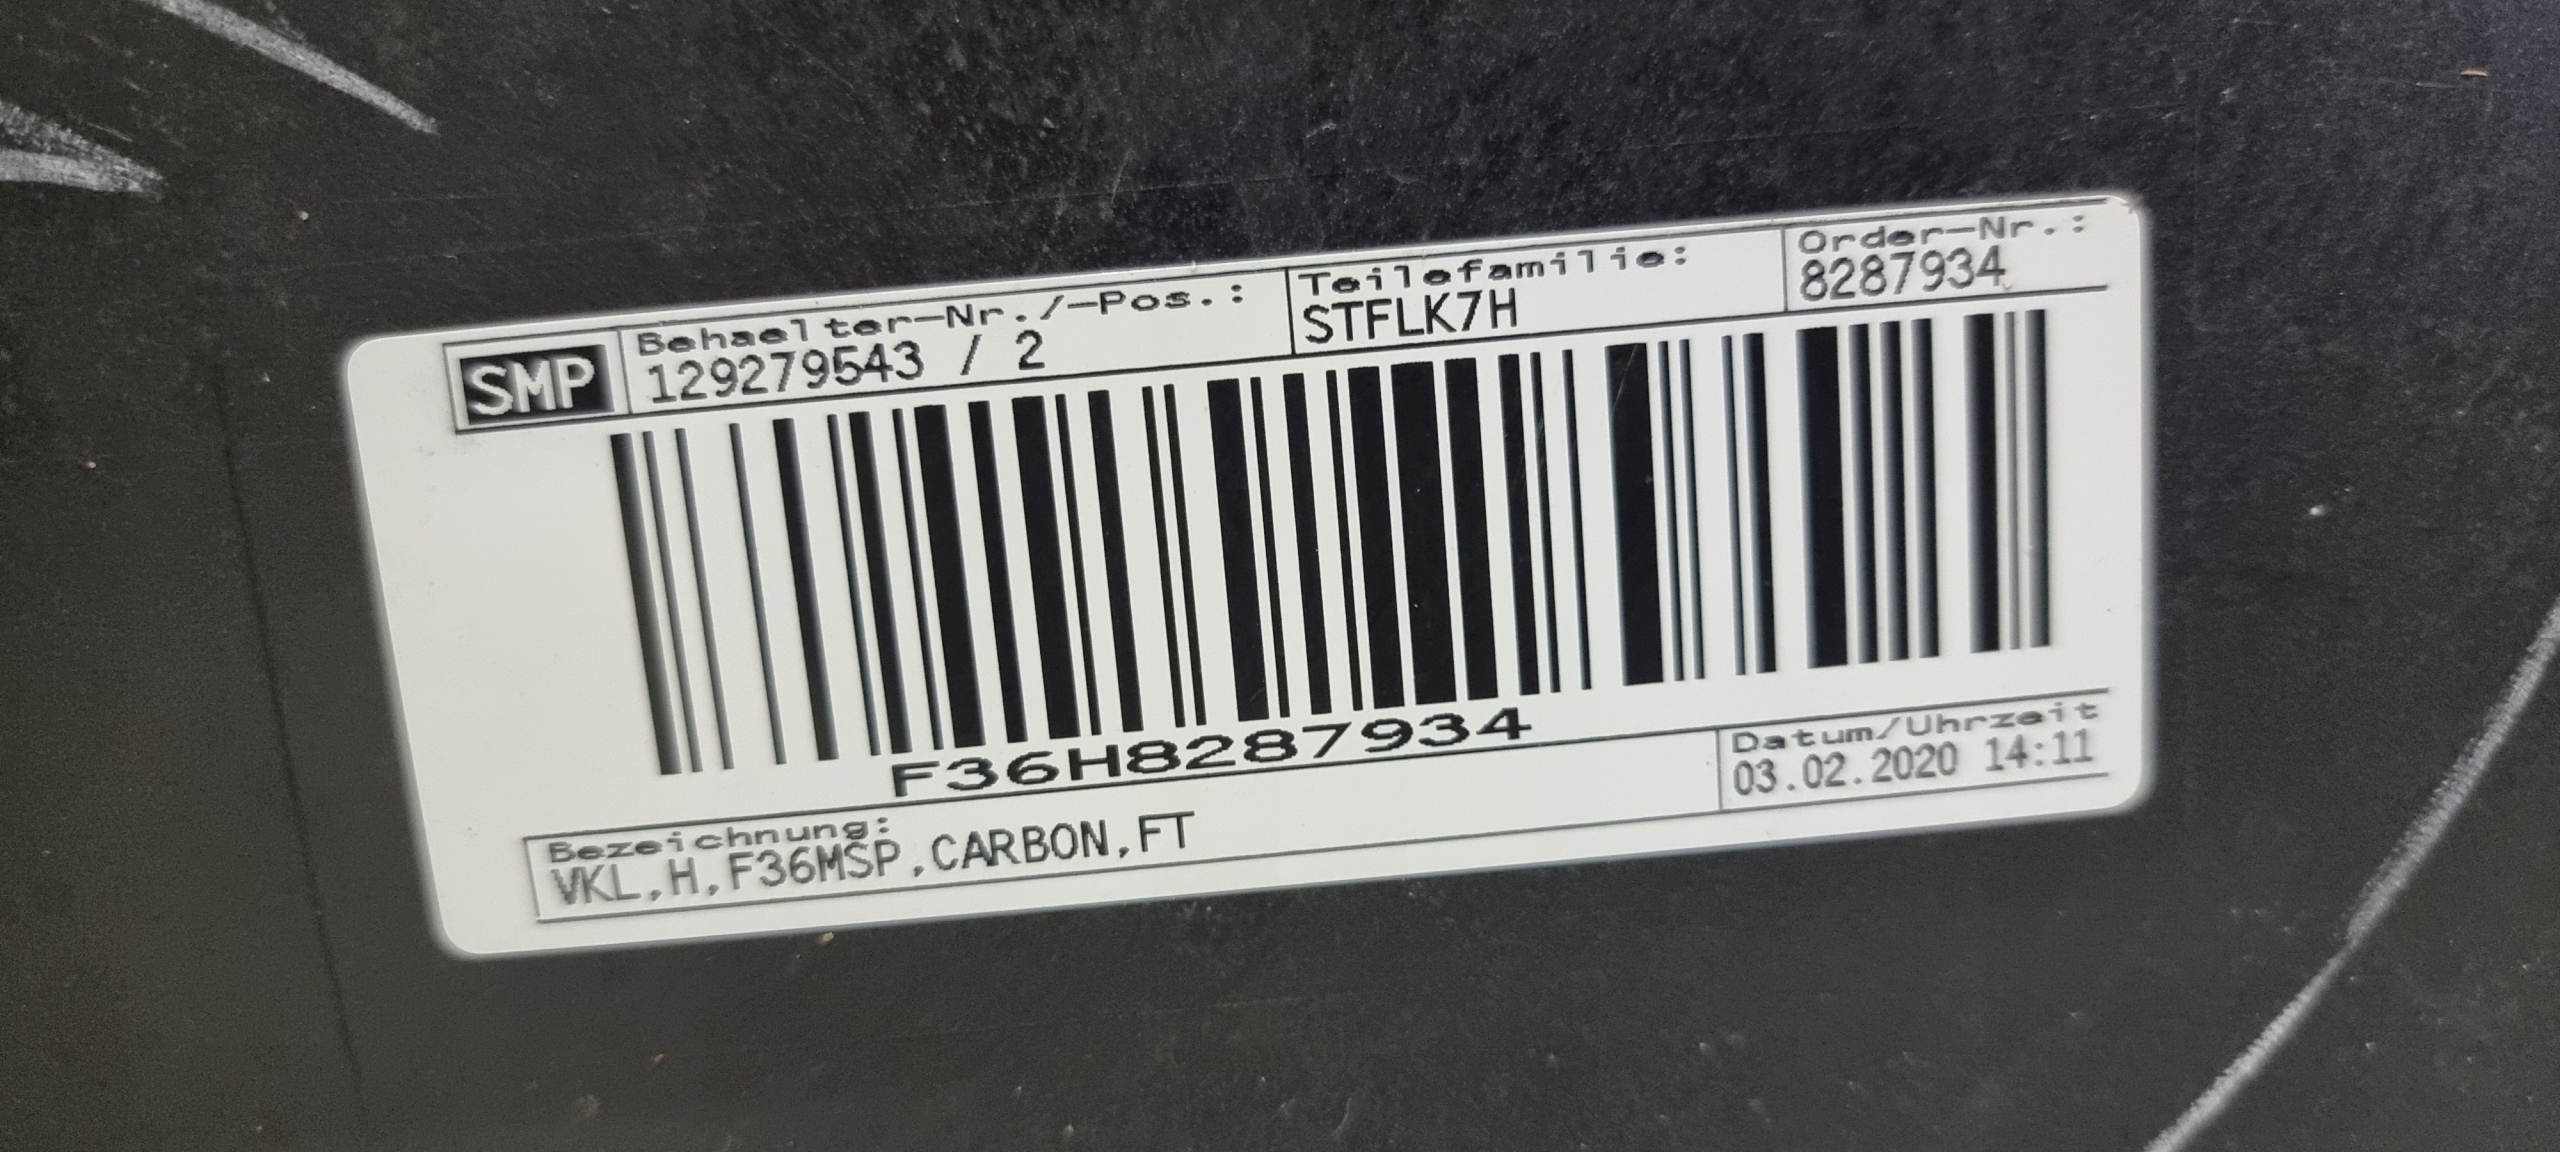 SMP
Behaelter-Nr./-Pos.:
129279543 / 2
Teilefamilie:
STFLK7H
Order-Nr.:
8287934
F36H8287934
Datum/Uhrzeit
03.02.2020 14:11
Bezeichnung:
VKL,H,F36MSP,CARBON,FT